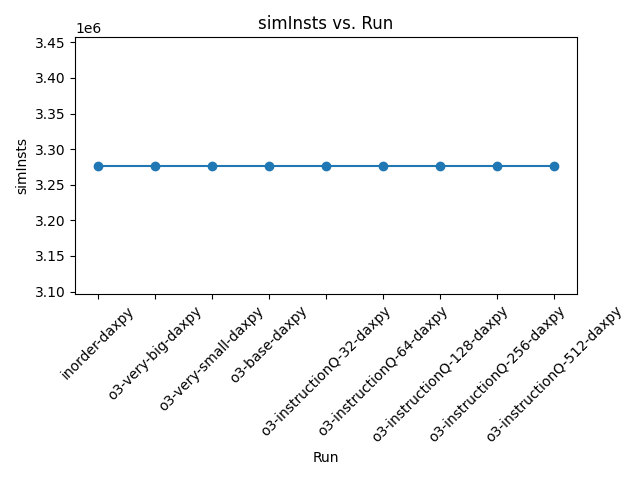 simInsts vs. Run
1e6
3.45
3.40
3.35
3.30
3.25
3.20
3.15
3.10
simInsts
inorder-daxpy
o3-very-big-daxpy
o3-very-small-daxpy
o3-base-daxpy
o3-instructionQ-32-daxpy
o3-instructionQ-64-daxpy
o3-instructionQ-128-daxpy
o3-instructionQ-256-daxpy
o3-instructionQ-512-daxpy
Run